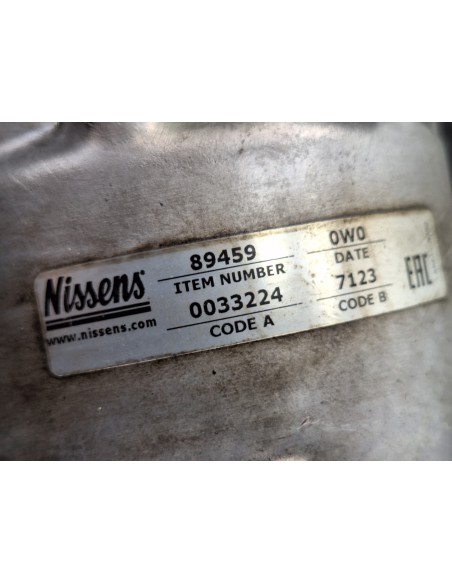 Nissens
www.nissens.com
89459
ITEM NUMBER
0033224
CODE A
0W0
DATE
7123
CODE B
EAC